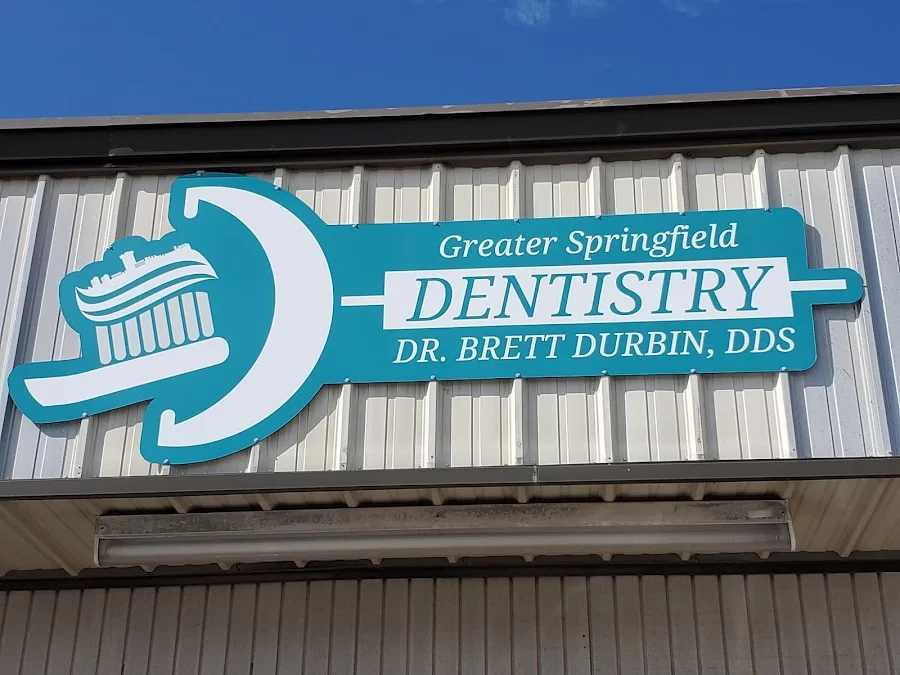 Greater Springfield
DENTISTRY
DR. BRETT DURBIN, DDS